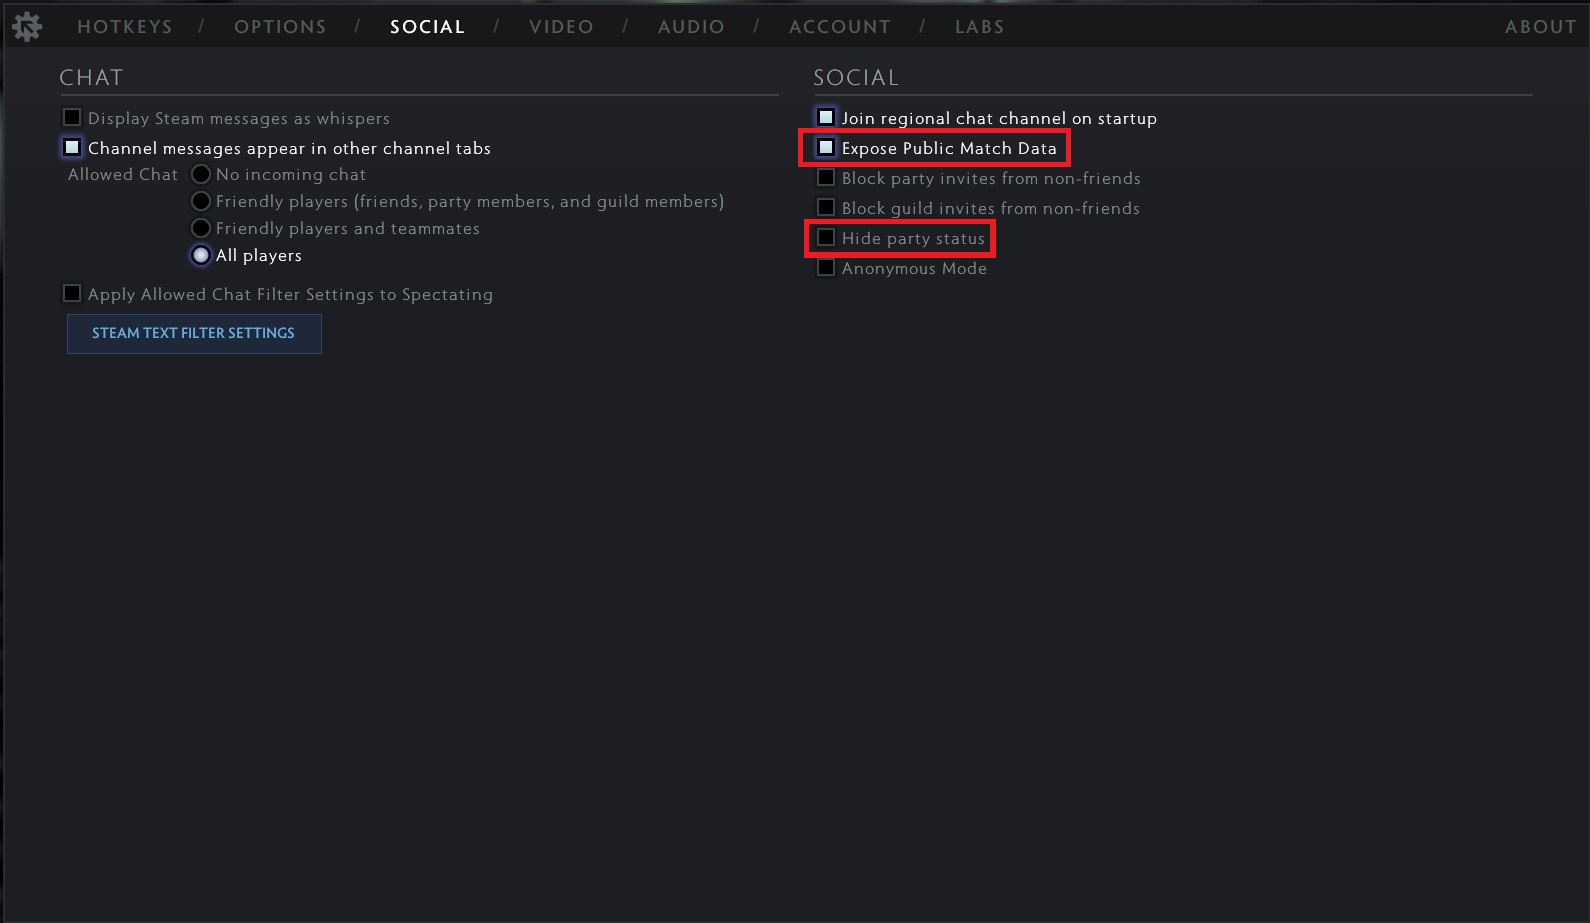 HOTKEYS / OPTIONS / SOCIAL / VIDEO / AUDIO / ACCOUNT / LABS ABOUT
CHAT
Display Steam messages as whispers
Channel messages appear in other channel tabs
Allowed Chat
No incoming chat
Friendly players (friends, party members, and guild members)
Friendly players and teammates
All players
Apply Allowed Chat Filter Settings to Spectating
STEAM TEXT FILTER SETTINGS
SOCIAL
Join regional chat channel on startup
Expose Public Match Data
Block party invites from non-friends
Block guild invites from non-friends
Hide party status
Anonymous Mode